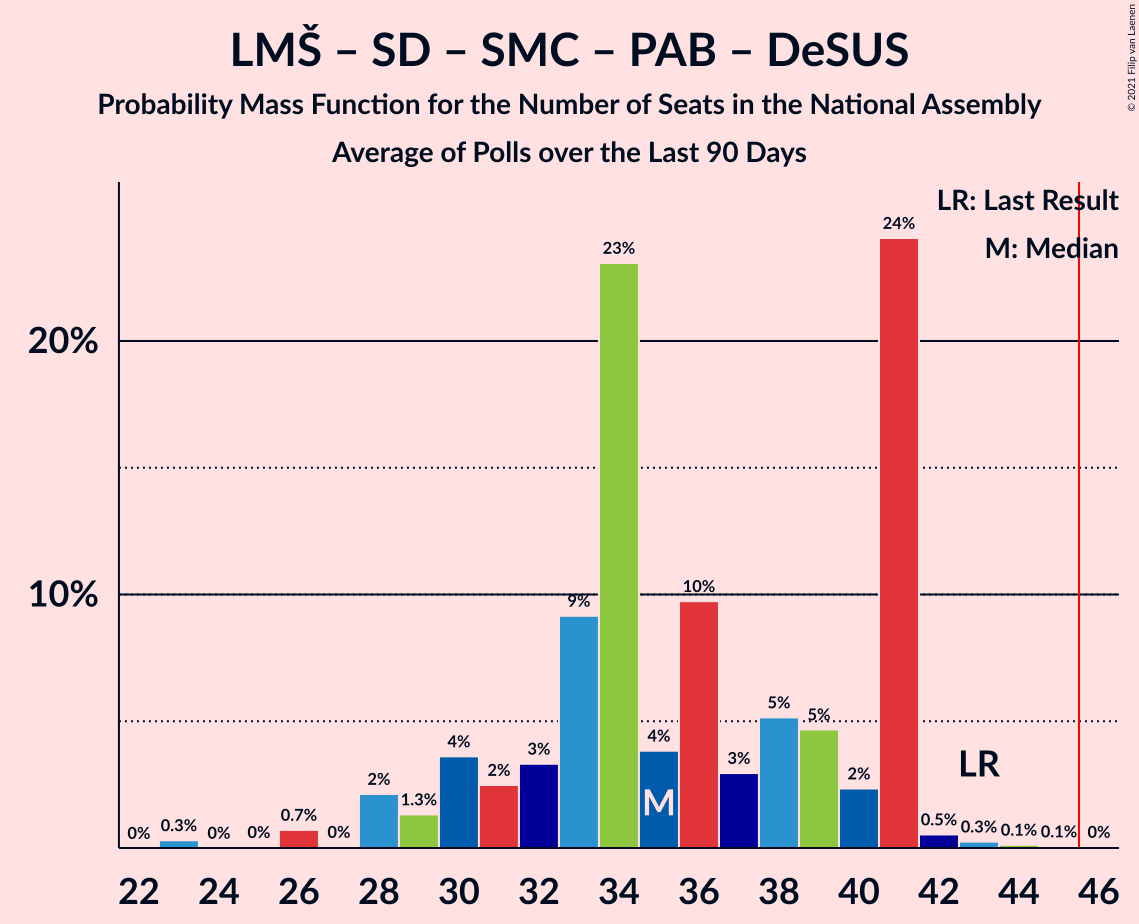 LMŠ – SD – SMC – PAB – DeSUS
Probability Mass Function for the Number of Seats in the National Assembly
Average of Polls over the Last 90 Days
© 2021 Filip van Laenen
LR: Last Result
M: Median
20%
10%
0% 0.3% 0% 0% 0.7% 0% 2% 1.3% 4% 2% 3% 9% 23% 4% 10% 3% 5% 5% 2% 24% 0.5% 0.3% 0.1% 0.1% 0%
M
LR
22 24 26 28 30 32 34 36 38 40 42 44 46